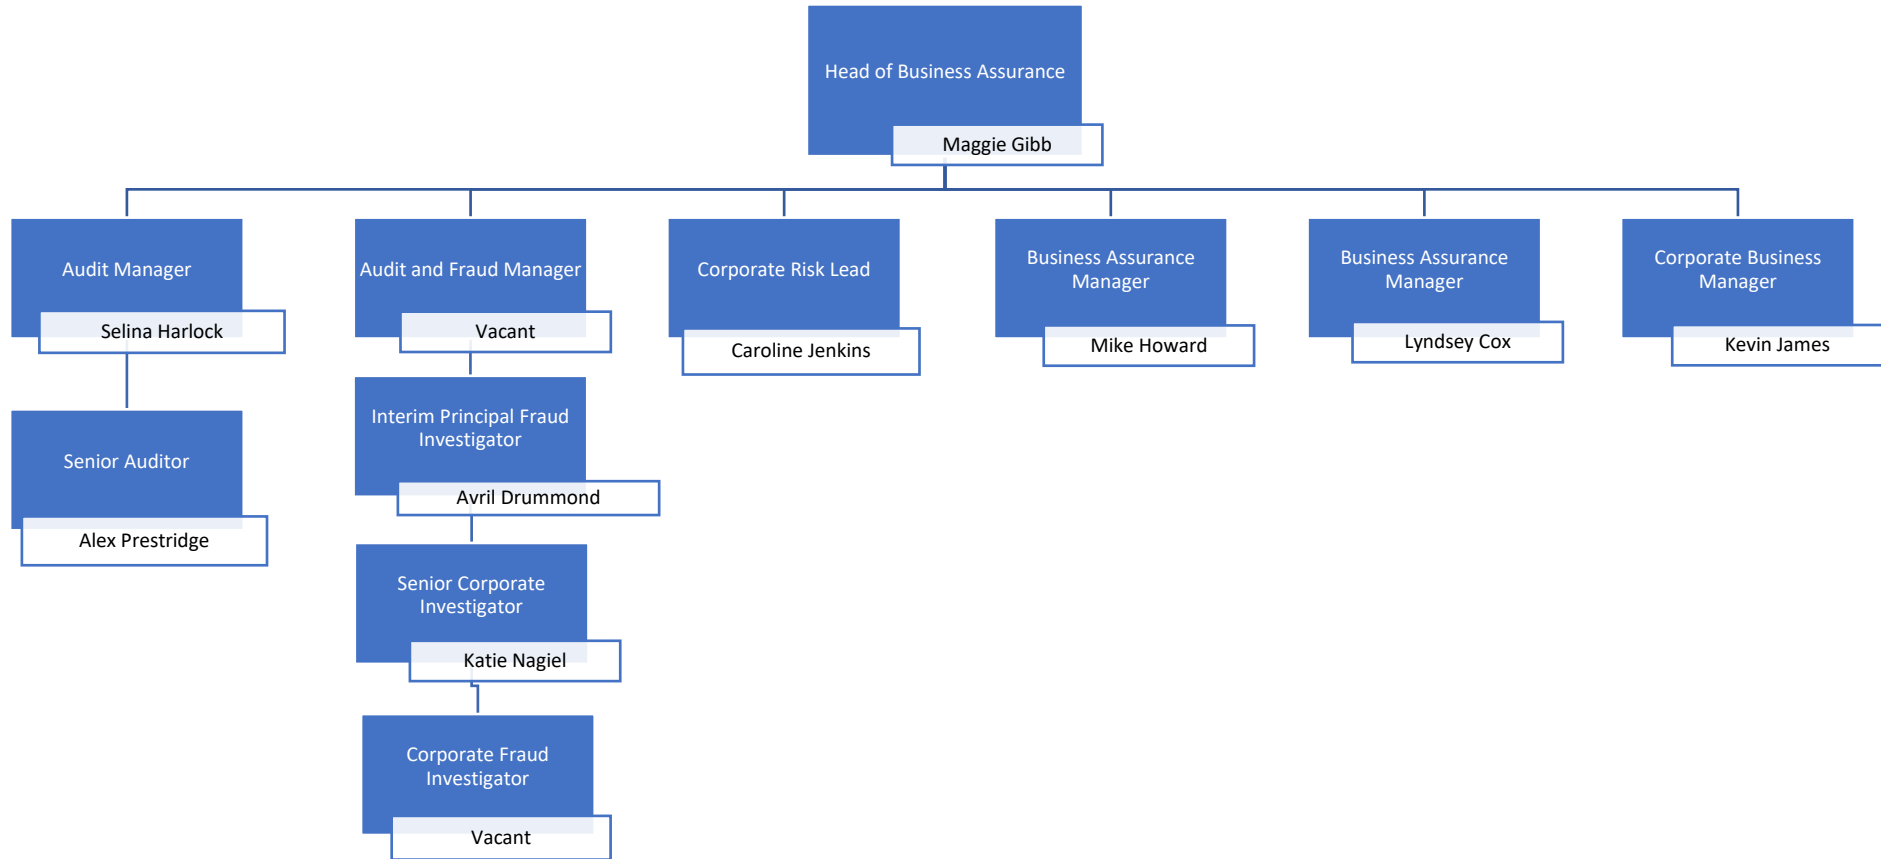 Head of Business Assurance
Maggie Gibb
Audit Manager
Selina Harlock
Audit and Fraud Manager
Vacant
Corporate Risk Lead
Caroline Jenkins
Business Assurance
Manager
Mike Howard
Business Assurance
Manager
Lyndsey Cox
Corporate Business
Manager
Kevin James
Senior Auditor
Alex Prestridge
Interim Principal Fraud
Investigator
Avril Drummond
Senior Corporate
Investigator
Katie Nagiel
Corporate Fraud
Investigator
Vacant